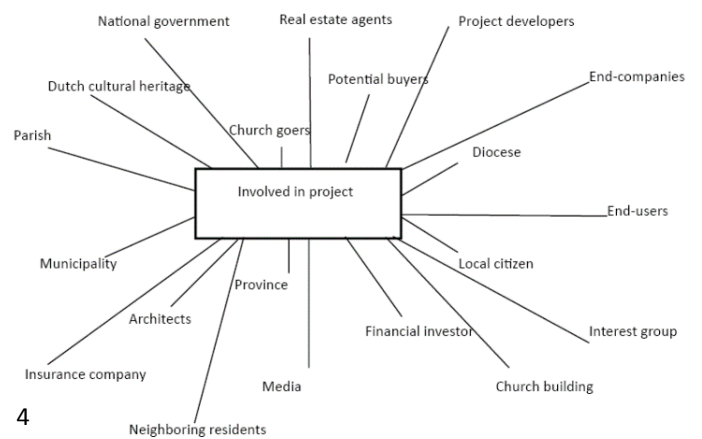 National government
Real estate agents
Project developers
Dutch cultural heritage
Potential buyers
End-companies
Parish
Church goers
Diocese
Involved in project
End-users
Municipality
Local citizen
Province
Architects
Financial investor
Interest group
Insurance company
Media
Church building
4
Neighboring residents